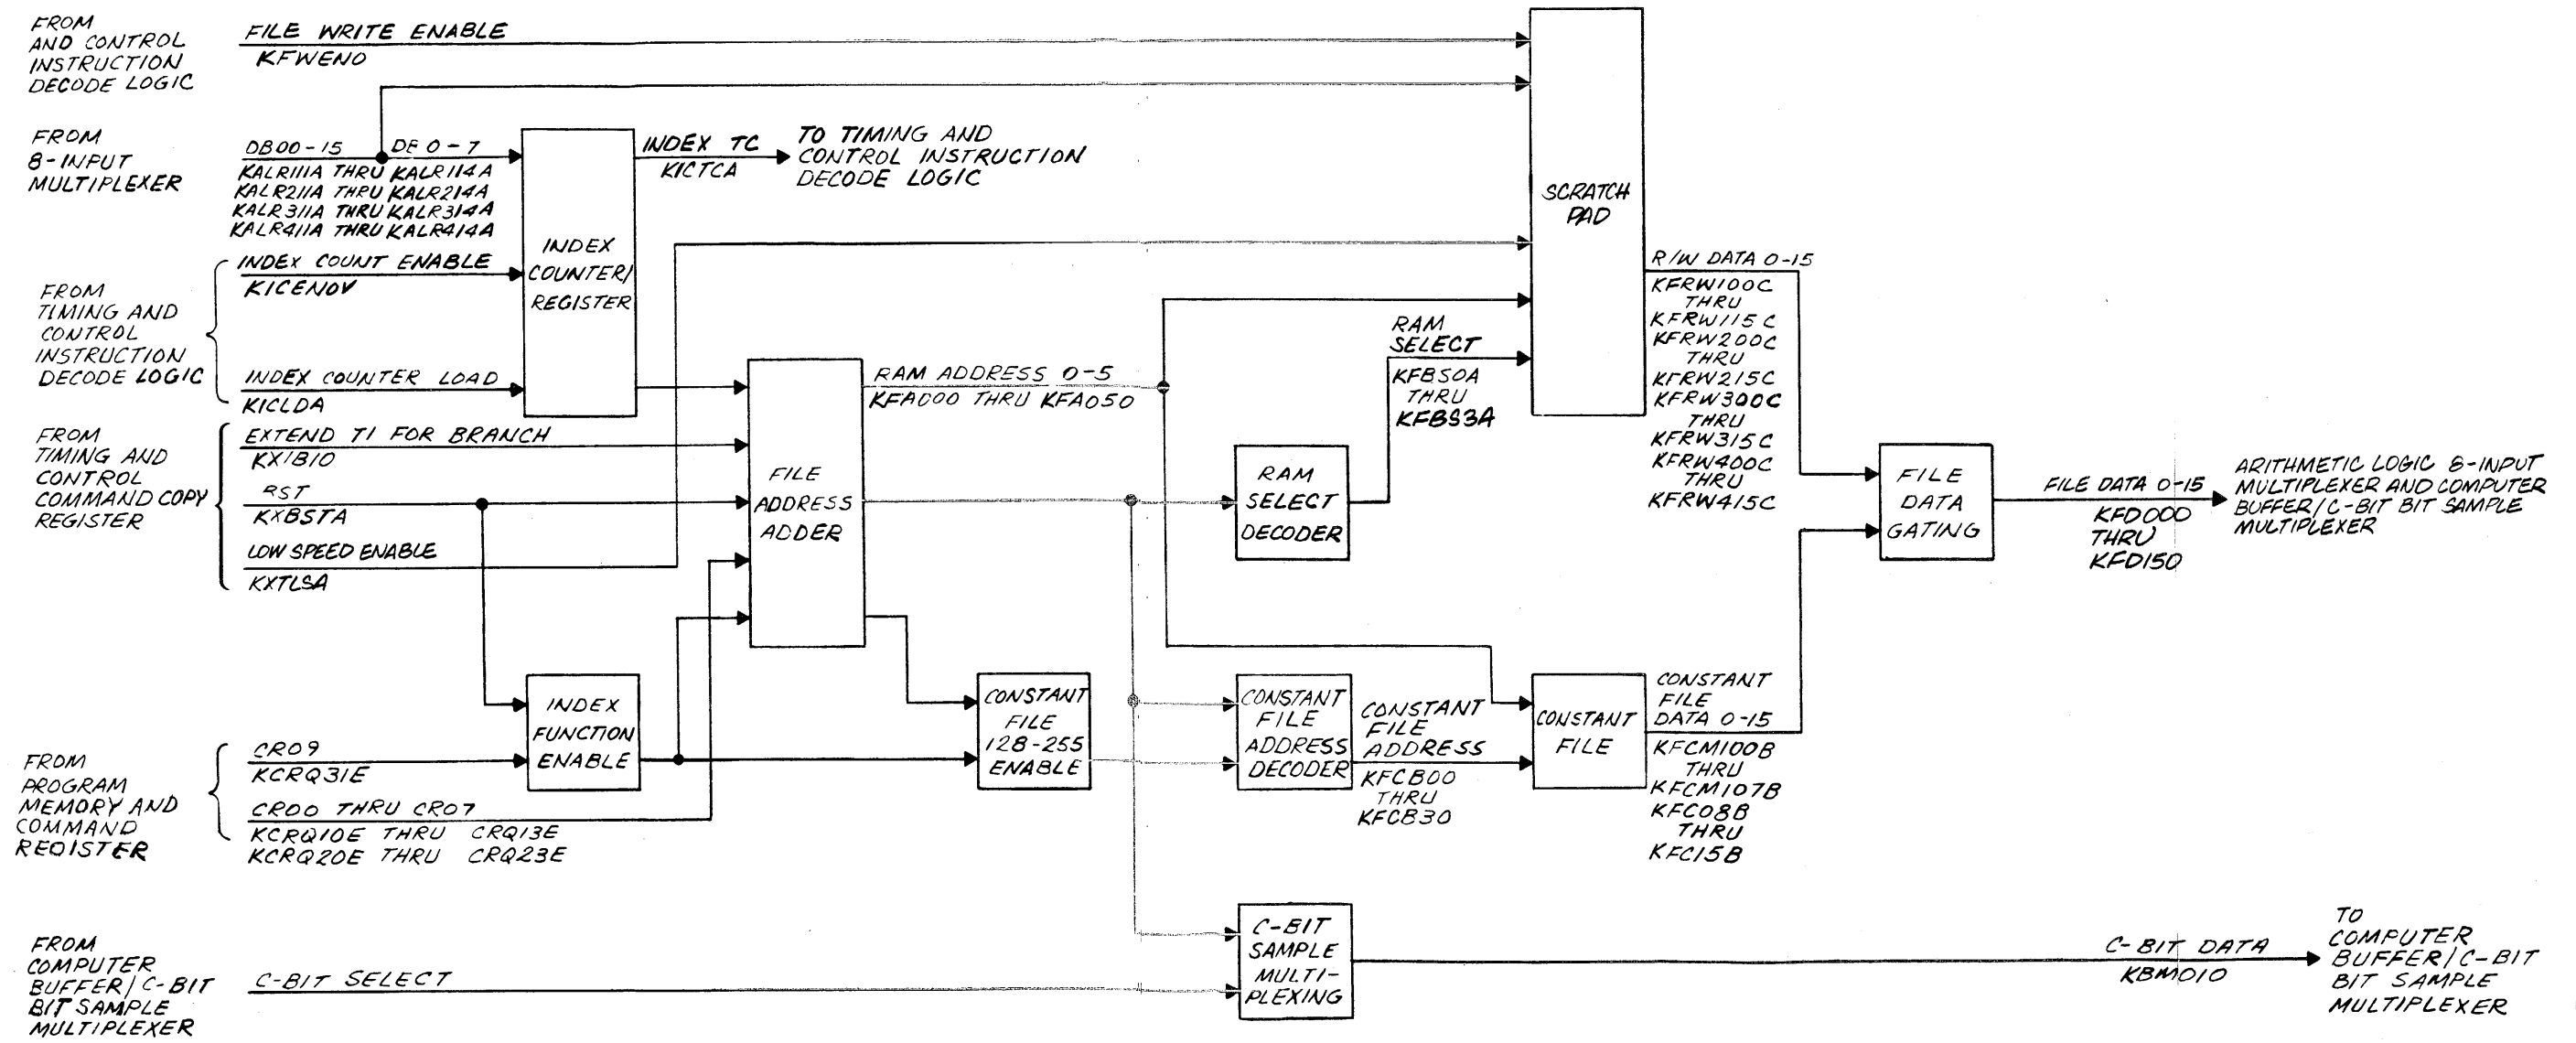 FROM
AND CONTROL
INSTRUCTION
DECODE LOGIC
FILE WRITE ENABLE
KFWENO
FROM
8-INPUT
MULTIPLEXER
DB00-15
DB 0-7
KALR111A THRU KALR114A
KALR211A THRU KALR214A
KALR311A THRU KALR314A
KALR411A THRU KALR414A
FROM
TIMING AND
CONTROL
INSTRUCTION
DECODE LOGIC
INDEX COUNT ENABLE
KICENOV
INDEX COUNTER LOAD
KICLDA
INDEX
COUNTER/
REGISTER
INDEX TC
KICTCA
TO TIMING AND
CONTROL INSTRUCTION
DECODE LOGIC
FROM
TIMING AND
CONTROL
COMMAND COPY
REGISTER
EXTEND T1 FOR BRANCH
KX1B10
RST
KXBSTA
LOW SPEED ENABLE
KXTLSA
FILE
ADDRESS
ADDER
RAM ADDRESS 0-5
KFA000 THRU KFA050
RAM
SELECT
KFBS0A
THRU
KFBS3A
RAM
SELECT
DECODER
SCRATCH
PAD
R/W DATA 0-15
KFRW100C
THRU
KFRW115C
KFRW200C
THRU
KFRW215C
KFRW300C
THRU
KFRW315C
KFRW400C
THRU
KFRW415C
FILE
DATA
GATING
FILE DATA 0-15
KFD000
THRU
KFD150
ARITHMETIC LOGIC 8-INPUT
MULTIPLEXER AND COMPUTER
BUFFER/C-BIT BIT SAMPLE
MULTIPLEXER
FROM
PROGRAM
MEMORY AND
COMMAND
REGISTER
CR09
KCRQ31E
CR00 THRU CR07
KCRQ10E THRU CRQ13E
KCRQ20E THRU CRQ23E
INDEX
FUNCTION
ENABLE
CONSTANT
FILE
128-255
ENABLE
CONSTANT
FILE
ADDRESS
DECODER
CONSTANT
FILE
ADDRESS
KFCB00
THRU
KFCB30
CONSTANT
FILE
CONSTANT
FILE
DATA 0-15
KFCM100B
THRU
KFCM107B
KFC08B
THRU
KFC15B
FROM
COMPUTER
BUFFER/C-BIT
BIT SAMPLE
MULTIPLEXER
C-BIT SELECT
C-BIT
SAMPLE
MULTI-
PLEXING
C-BIT DATA
KBM010
TO
COMPUTER
BUFFER/C-BIT
BIT SAMPLE
MULTIPLEXER